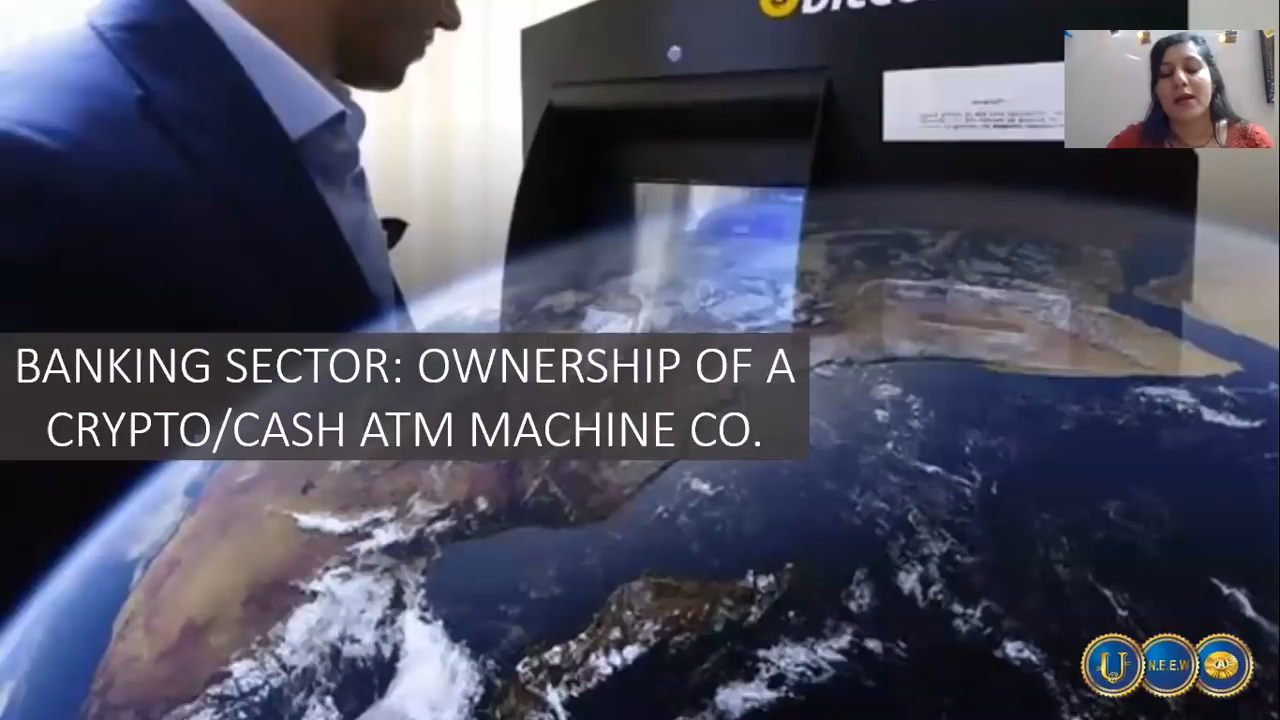 BANKING SECTOR: OWNERSHIP OF A
CRYPTO/CASH ATM MACHINE CO.
N.E.E.W